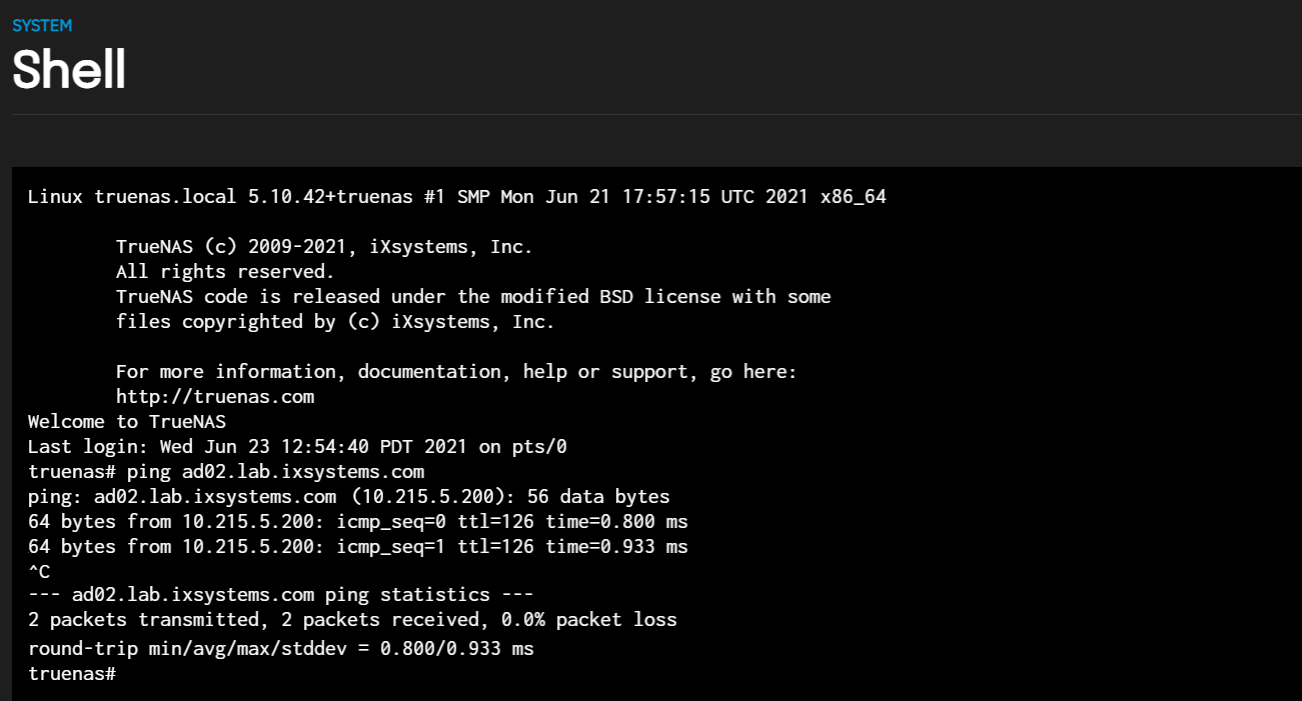 SYSTEM
Shell
Linux truenas.local 5.10.42+truenas #1 SMP Mon Jun 21 17:57:15 UTC 2021 x86_64
TrueNAS (c) 2009-2021, iXsystems, Inc.
All rights reserved.
TrueNAS code is released under the modified BSD license with some
files copyrighted by (c) iXsystems, Inc.
For more information, documentation, help or support, go here:
http://truenas.com
Welcome to TrueNAS
Last login: Wed Jun 23 12:54:40 PDT 2021 on pts/0
truenas# ping ad02.lab.ixsystems.com
ping: ad02.lab.ixsystems.com (10.215.5.200): 56 data bytes
64 bytes from 10.215.5.200: icmp_seq=0 ttl=126 time=0.800 ms
64 bytes from 10.215.5.200: icmp_seq=1 ttl=126 time=0.933 ms
^C
--- ad02.lab.ixsystems.com ping statistics ---
2 packets transmitted, 2 packets received, 0.0% packet loss
round-trip min/avg/max/stddev = 0.800/0.933 ms
truenas#